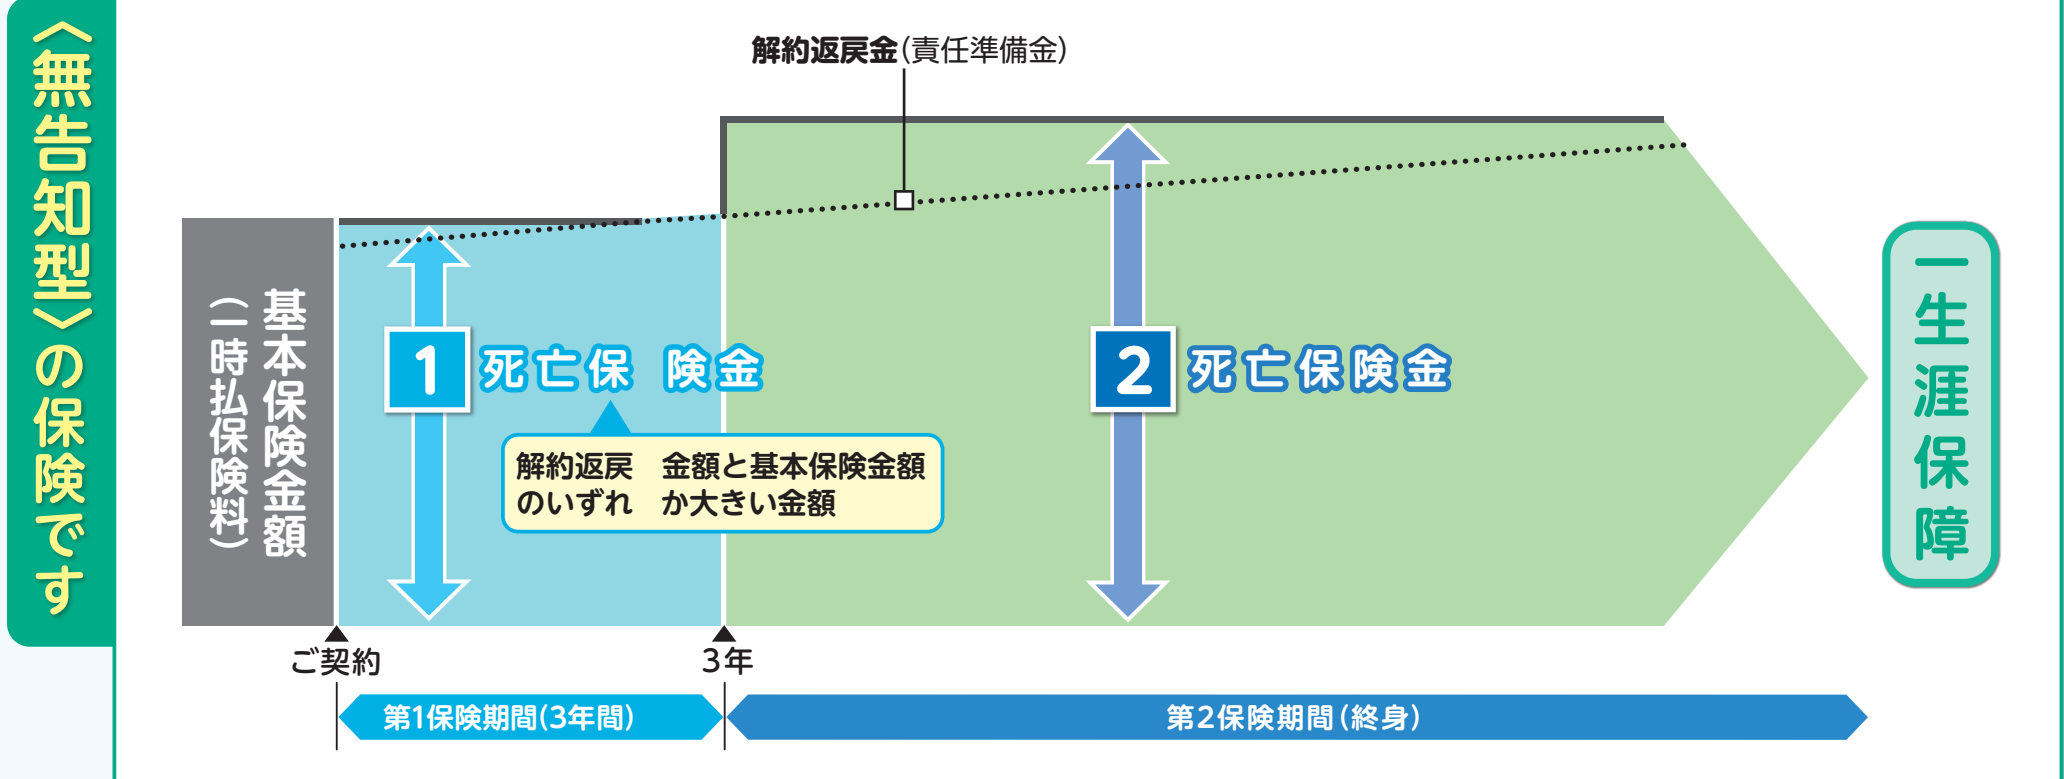 〈無告知型〉の保険です
解約返戻金(責任準備金)
基本保険金額
(一時払保険料)
1 死亡保 険金
解約返戻 金額と基本保険金額
のいずれ か大きい金額
2 死亡保険金
一生涯保障
ご契約
3年
第1保険期間(3年間)
第2保険期間(終身)